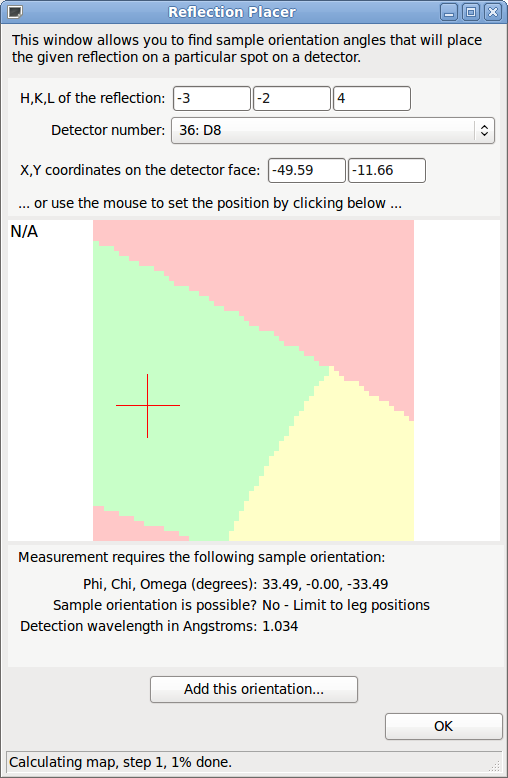 Reflection Placer
This window allows you to find sample orientation angles that will place
the given reflection on a particular spot on a detector.
H,K,L of the reflection: -3 -2 4
Detector number: 36: D8
X,Y coordinates on the detector face: -49.59 -11.66
... or use the mouse to set the position by clicking below ...
N/A
Measurement requires the following sample orientation:
Phi, Chi, Omega (degrees): 33.49, -0.00, -33.49
Sample orientation is possible? No - Limit to leg positions
Detection wavelength in Angstroms: 1.034
Add this orientation...
OK
Calculating map, step 1, 1% done.